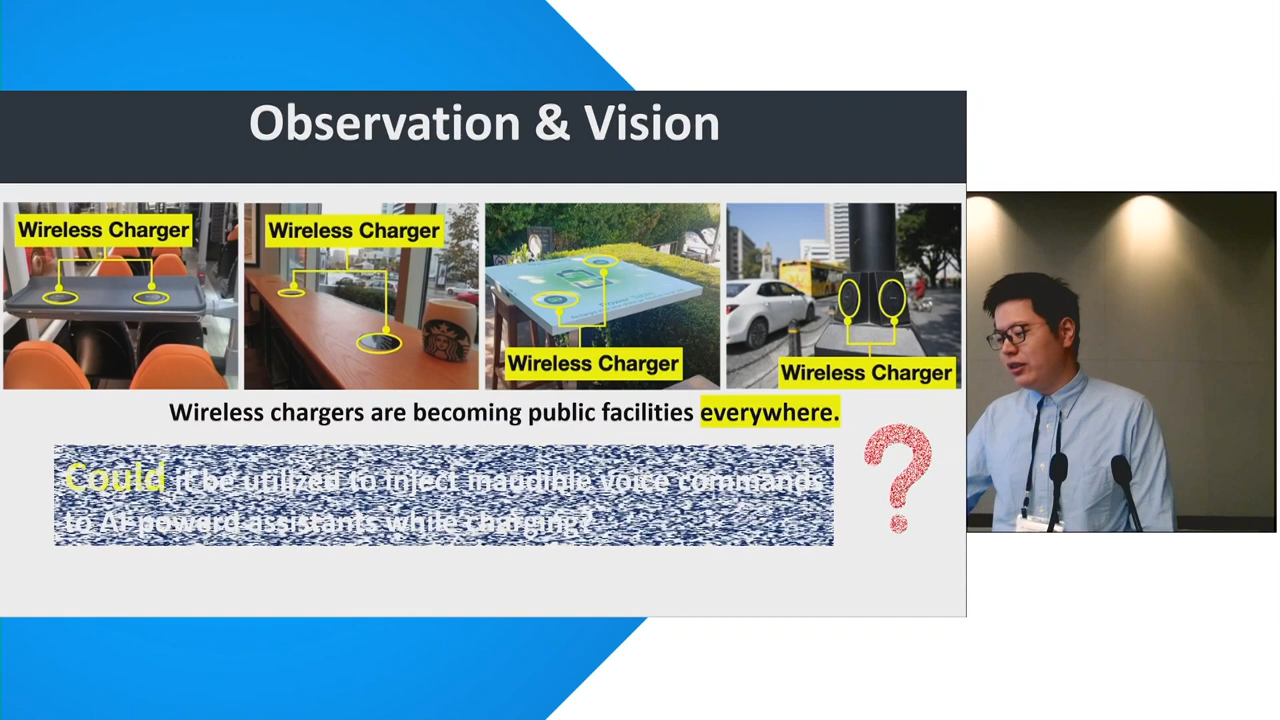 Observation & Vision
Wireless Charger
Wireless Charger
Wireless Charger
Wireless Charger
Wireless chargers are becoming public facilities everywhere.
Could it be utilized to inject inaudible voice commands
to AI-powerd assistants while charging?
?